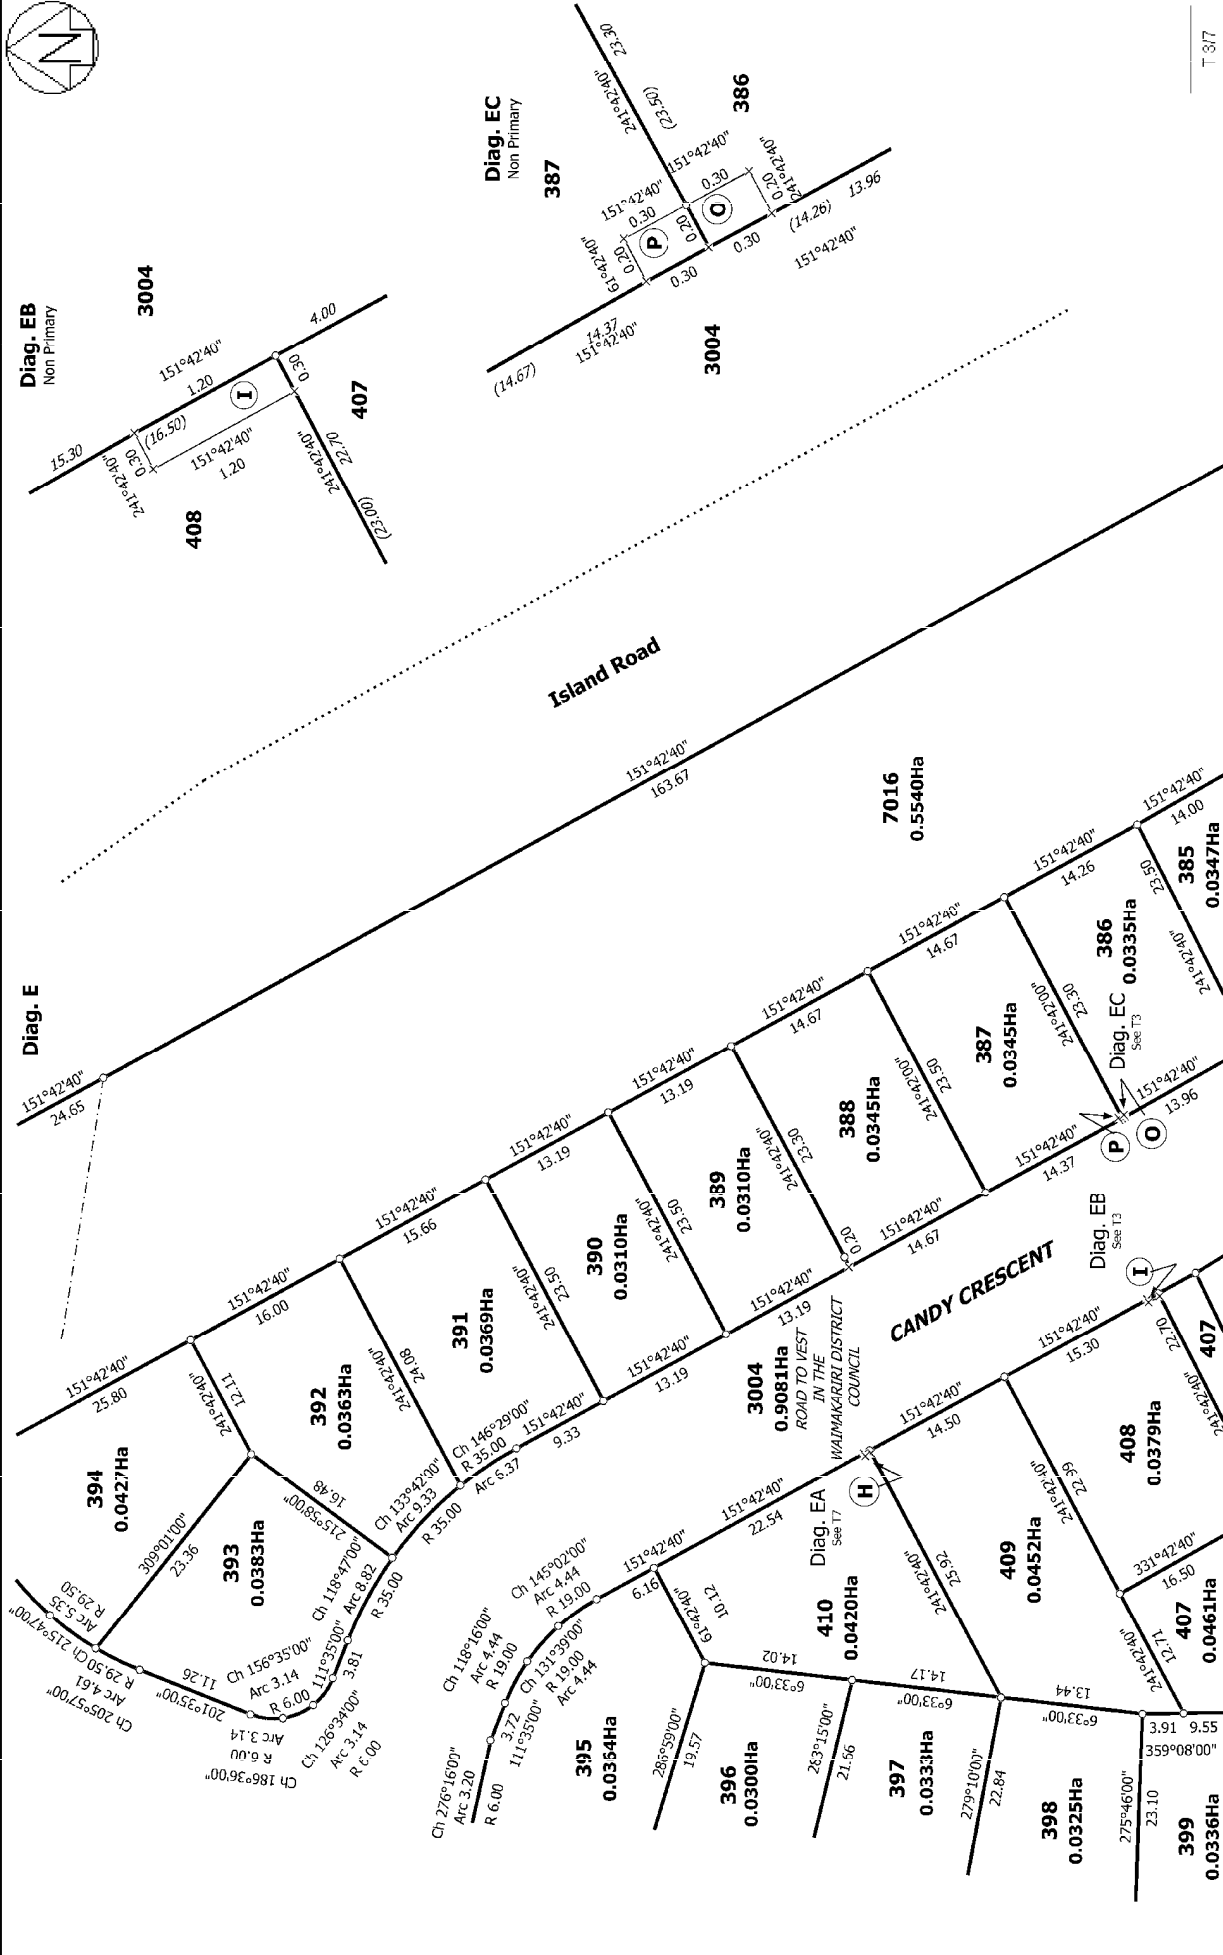 N
T 3/7
Diag. EB
Non Primary
3004
15.30
151°42'40"
1.20
4.00
241°42'40"
0.30
(16.50)
I
0.30
151°42'40"
1.20
407
408
241°42'40"
22.70
(23.00)
Diag. EC
Non Primary
387
386
23.30
241°42'40"
(23.50)
151°42'40"
0.30
P
61°42'40"
0.20
0.20
151°42'40"
0.30
O
0.20
241°42'40"
0.30
0.30
(14.26)
13.96
151°42'40"
14.37
151°42'40"
(14.67)
3004
Island Road
Diag. E
151°42'40"
24.65
151°42'40"
163.67
7016
0.5540Ha
151°42'40"
25.80
394
0.0427Ha
309°01'00"
23.36
393
0.0383Ha
241°42'40"
12.11
215°58'00"
16.48
151°42'40"
16.00
392
0.0363Ha
241°42'40"
24.08
151°42'40"
15.66
391
0.0369Ha
241°42'40"
23.50
151°42'40"
13.19
390
0.0310Ha
241°42'40"
23.50
151°42'40"
13.19
389
0.0310Ha
241°42'40"
23.30
0.20
151°42'40"
14.67
388
0.0345Ha
241°42'00"
23.50
151°42'40"
14.67
387
0.0345Ha
241°42'00"
23.30
151°42'40"
14.26
386
0.0335Ha
241°42'40"
23.50
151°42'40"
14.00
385
0.0347Ha
Diag. EC
See T3
P
O
151°42'40"
13.96
151°42'40"
14.37
151°42'40"
14.67
151°42'40"
13.19
151°42'40"
13.19
151°42'40"
9.33
Ch 146°29'00"
R 35.00
Arc 6.37
Ch 133°42'00"
Arc 9.33
R 35.00
Ch 118°47'00"
Arc 8.82
R 35.00
111°35'00"
3.81
Ch 156°35'00"
Arc 3.14
R 6.00
Ch 126°34'00"
Arc 3.14
R 6.00
Ch 186°36'00"
R 6.00
Arc 3.14
201°35'00"
11.26
Ch 205°57'00"
Arc 4.61
R 29.50
Ch 215°47'00"
Arc 5.35
R 29.50
3004
0.9081Ha
ROAD TO VEST
IN THE
WAIMAKARIRI DISTRICT
COUNCIL
CANDY CRESCENT
Diag. EB
See T3
I
Diag. EA
See T7
H
Ch 276°16'00"
Arc 3.20
R 6.00
3.72
111°35'00"
Ch 118°16'00"
Arc 4.44
R 19.00
Ch 131°39'00"
R 19.00
Arc 4.44
Ch 145°02'00"
Arc 4.44
R 19.00
151°42'40"
6.16
151°42'40"
22.54
151°42'40"
14.50
151°42'40"
15.30
61°42'40"
10.12
395
0.0364Ha
19.57
6°33'00"
14.02
410
0.0420Ha
241°42'40"
25.92
396
0.0300Ha
21.66
6°33'00"
14.17
397
0.0333Ha
279°10'00"
22.84
409
0.0452Ha
241°42'40"
22.99
6°33'00"
13.44
398
0.0325Ha
275°46'00"
23.10
399
0.0336Ha
408
0.0379Ha
22.70
241°42'40"
407
331°42'40"
16.50
407
0.0461Ha
241°42'40"
12.71
3.91
9.55
359°08'00"